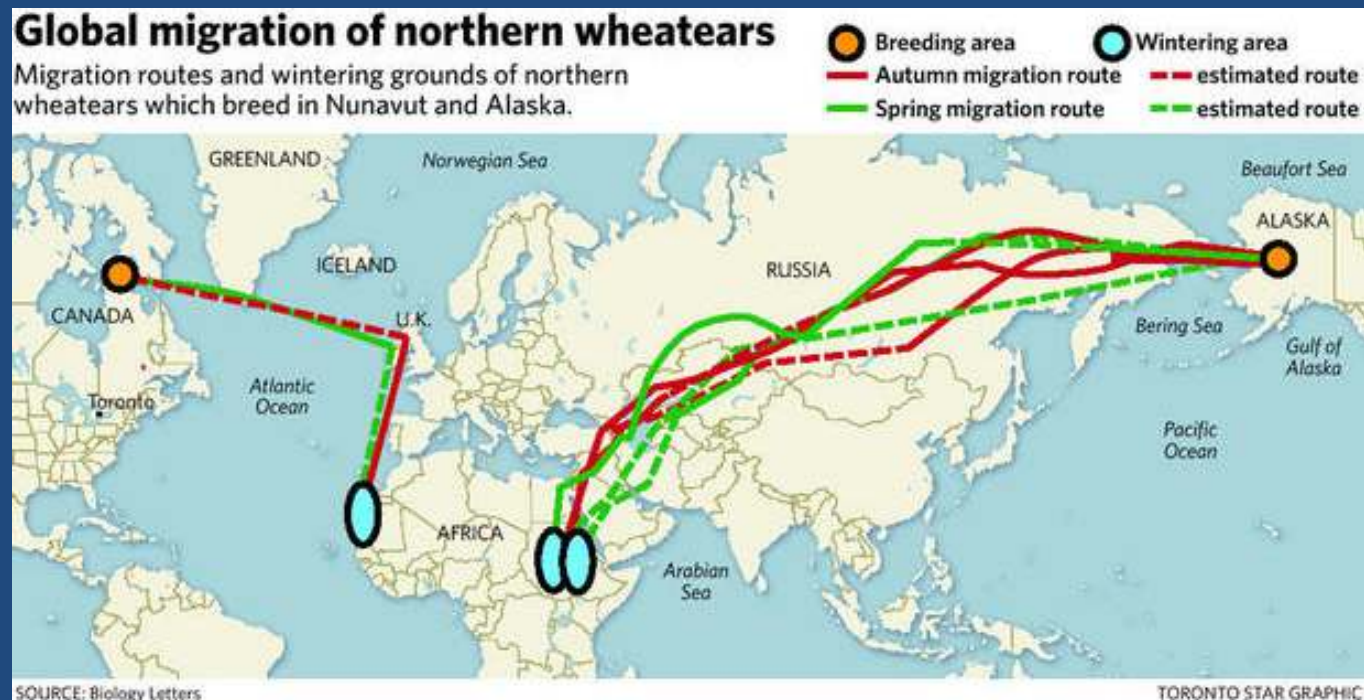 Global migration of northern wheatears
Migration routes and wintering grounds of northern
wheatears which breed in Nunavut and Alaska.
Breeding area
Wintering area
Autumn migration route
estimated route
Spring migration route
estimated route
GREENLAND
Norwegian Sea
Beaufort Sea
ALASKA
ICELAND
RUSSIA
CANADA
U.K.
Bering Sea
Gulf of
Alaska
Atlantic
Ocean
Toronto
Pacific
Ocean
AFRICA
Arabian
Sea
SOURCE: Biology Letters
TORONTO STAR GRAPHIC